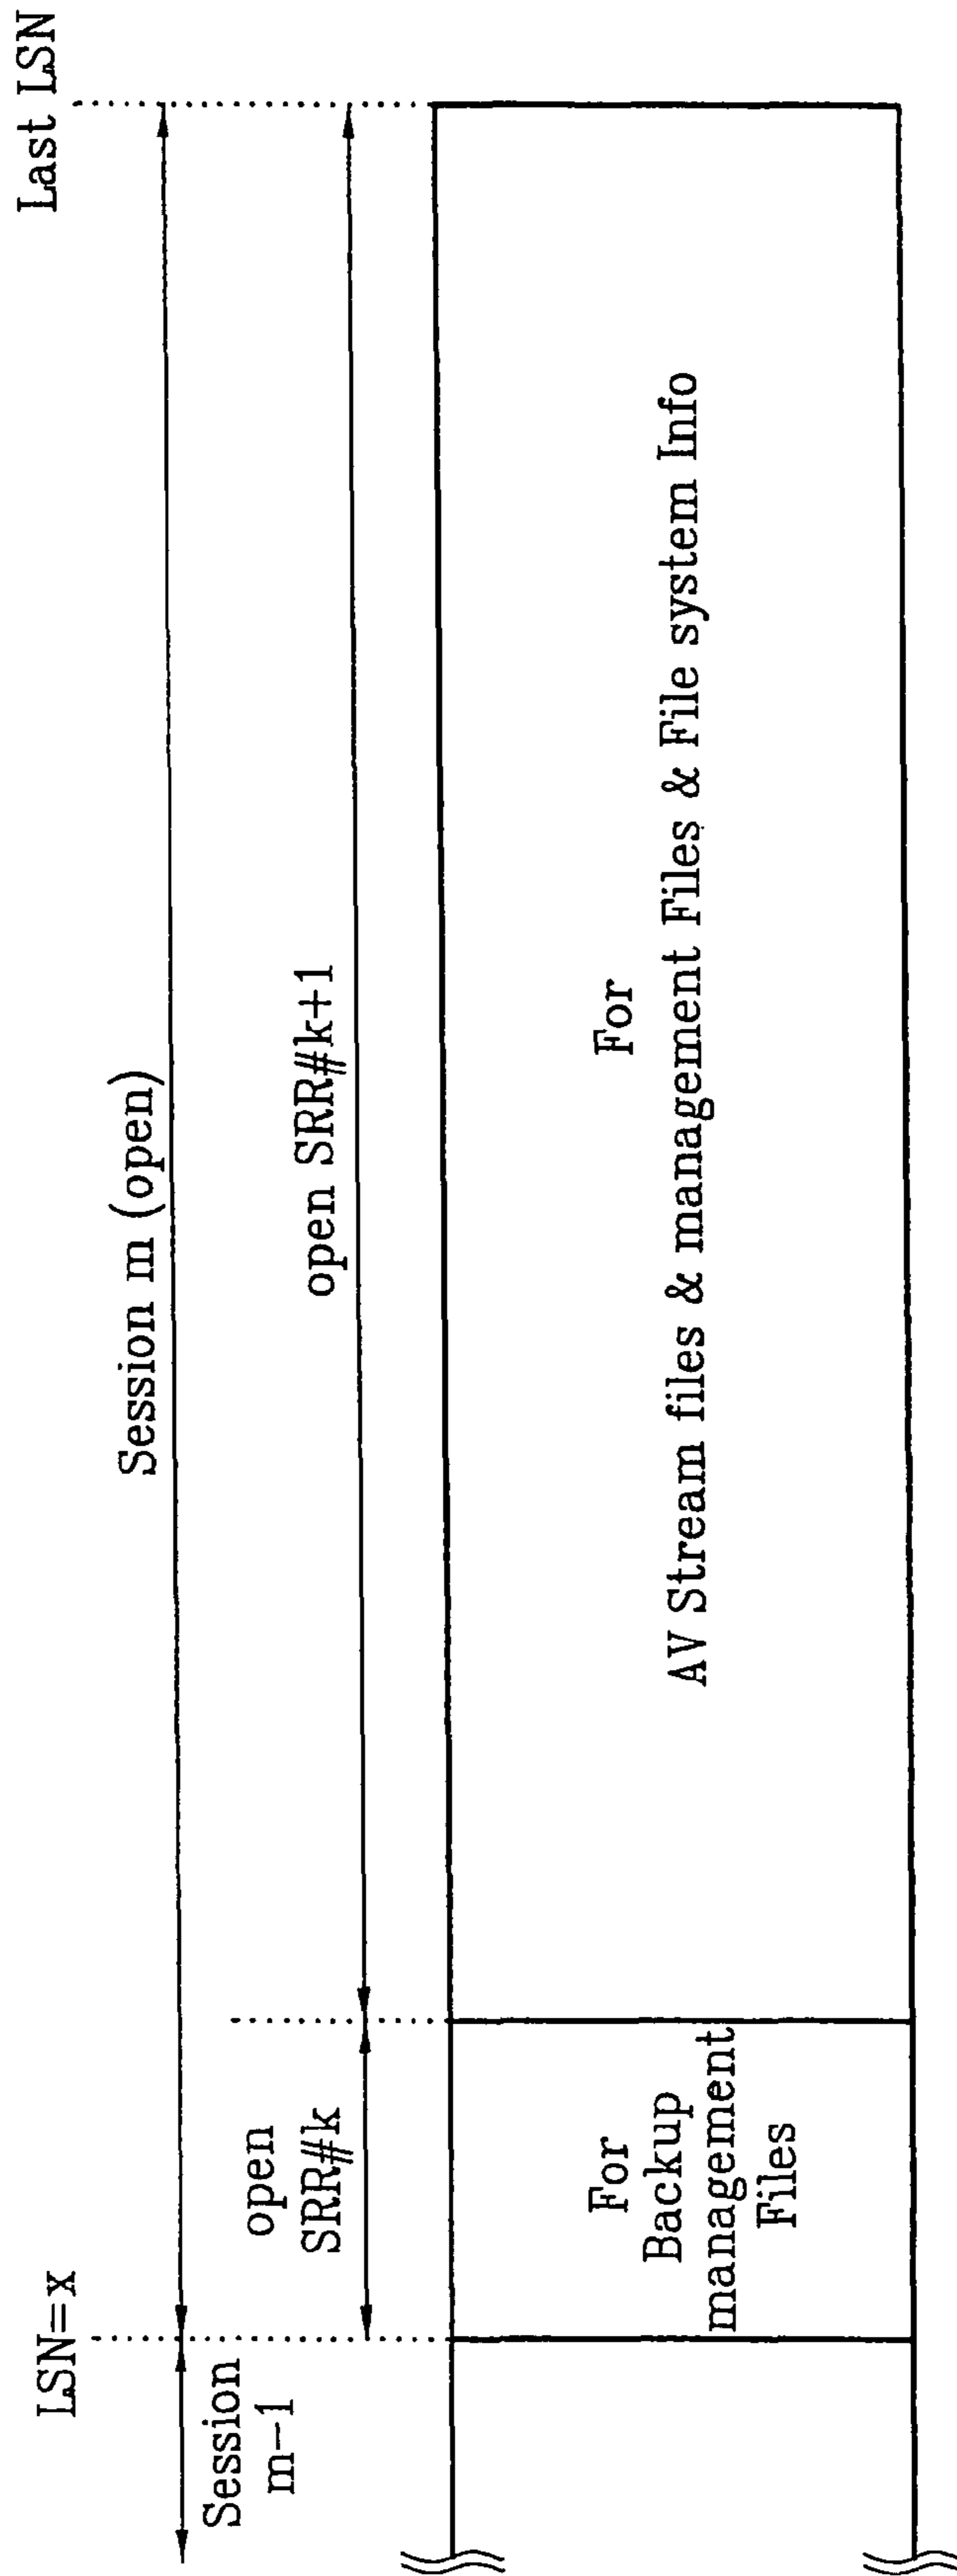 LSN=x
Last LSN
Session
m-1
Session m (open)
open
SRR#k
open SRR#k+1
For
Backup
management
Files
For
AV Stream files & management Files & File system Info